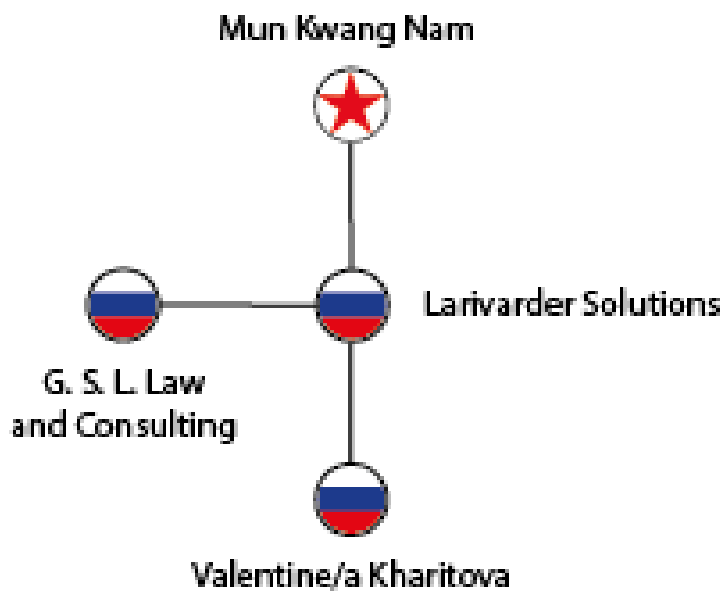 Mun Kwang Nam
Larivarder Solutions
G. S. L. Law
and Consulting
Valentine/a Kharitova